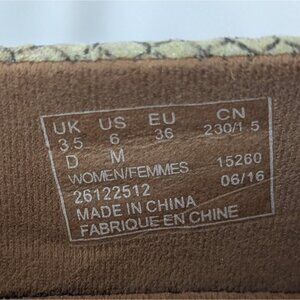 UK US EU CN
3.5 6 36 230/1.5
D M
WOMEN/FEMMES 15260
26122512 06/16
MADE IN CHINA
FABRIQUE EN CHINE